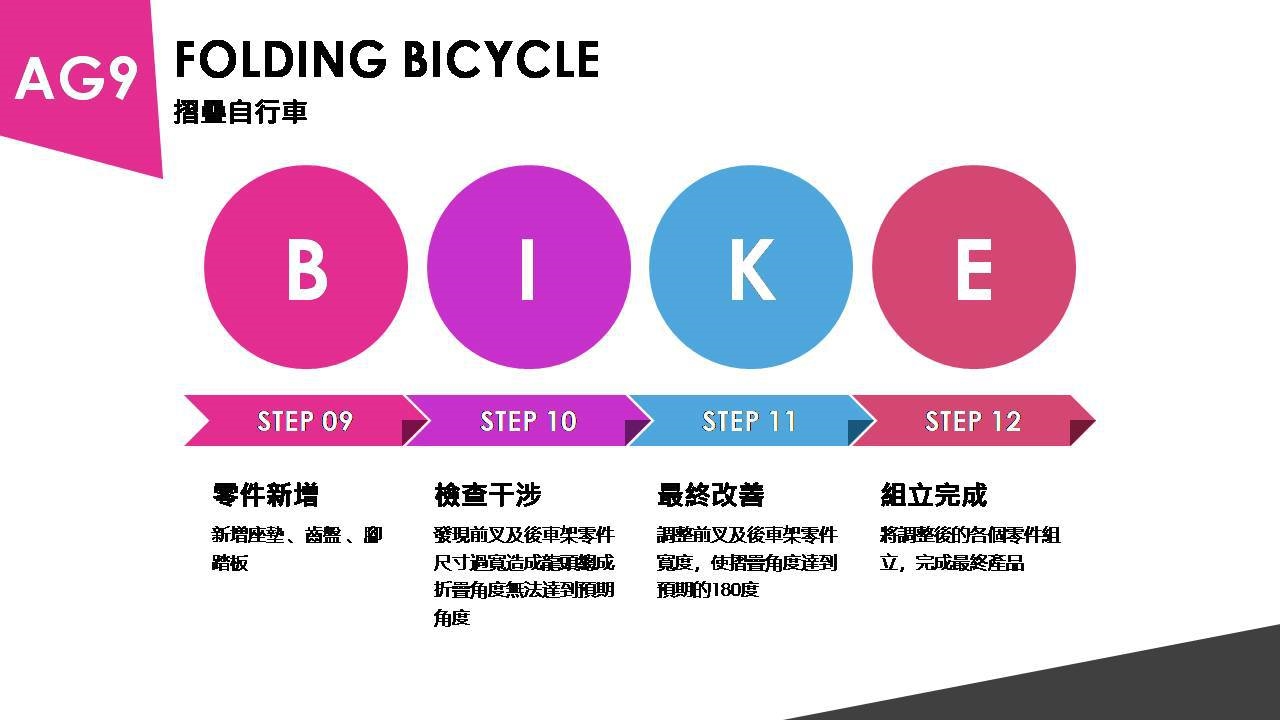 AG9
FOLDING BICYCLE
摺疊自行車
B
I
K
E
STEP 09
STEP 10
STEP 11
STEP 12
零件新增
新增座墊、齒盤、腳
踏板
檢查干涉
發現前叉及後車架零件
尺寸過寬造成龍頭總成
折疊角度無法達到預期
角度
最終改善
調整前叉及後車架零件
寬度，使摺疊角度達到
預期的180度
組立完成
將調整後的各個零件組
立，完成最終產品